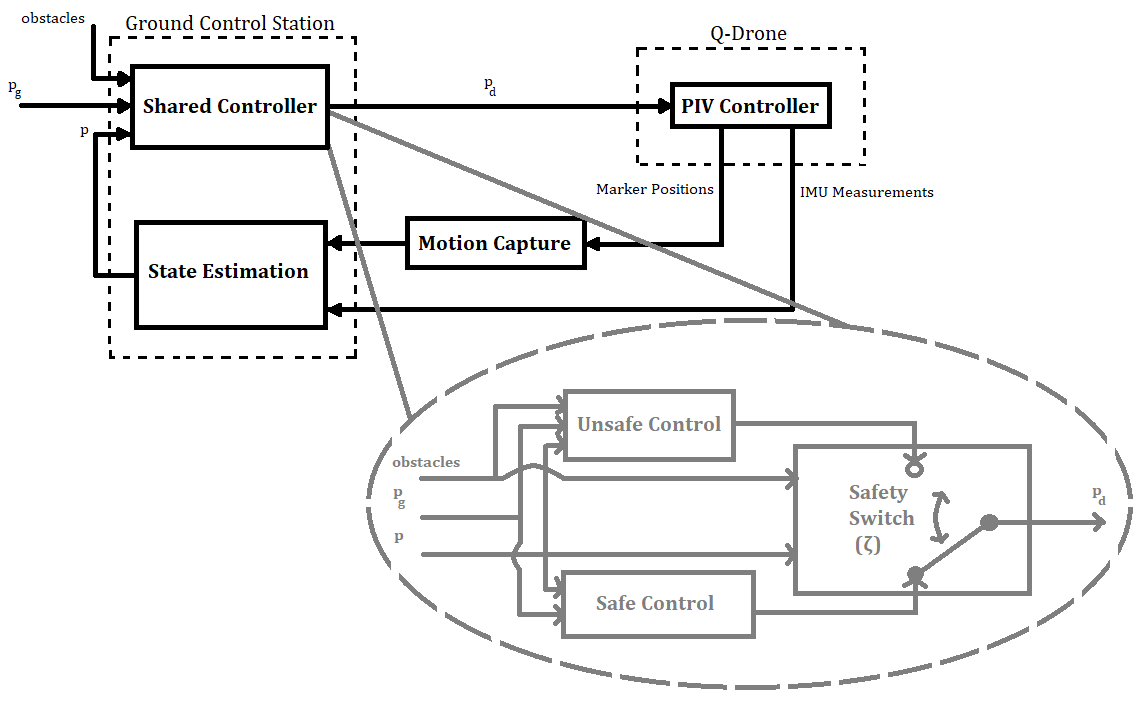 obstacles
Ground Control Station
Q-Drone
p_g
Shared Controller
p_d
PIV Controller
p
Marker Positions
IMU Measurements
Motion Capture
State Estimation
Unsafe Control
obstacles
p_g
p
Safety
Switch
(ζ)
p_d
Safe Control